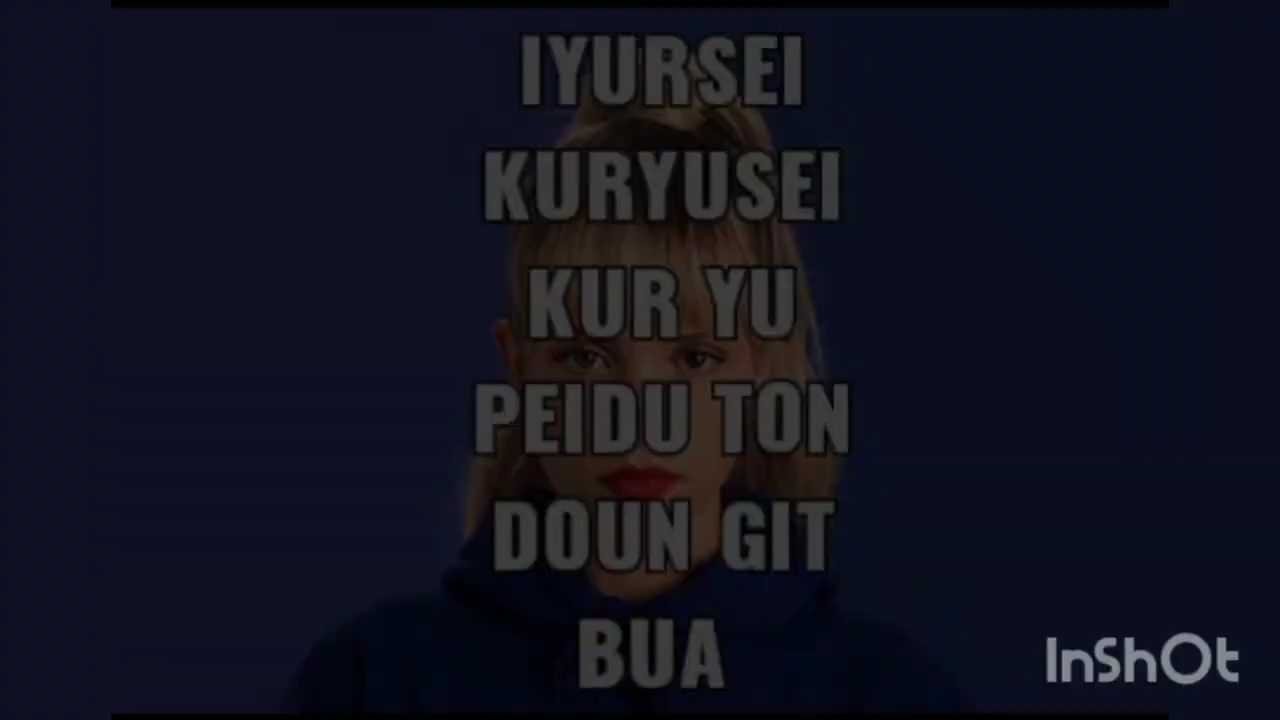 IYURSEI
KURYUSEI
KUR YU
PEIDU TON
DOUN GIT
BUA
InShOt